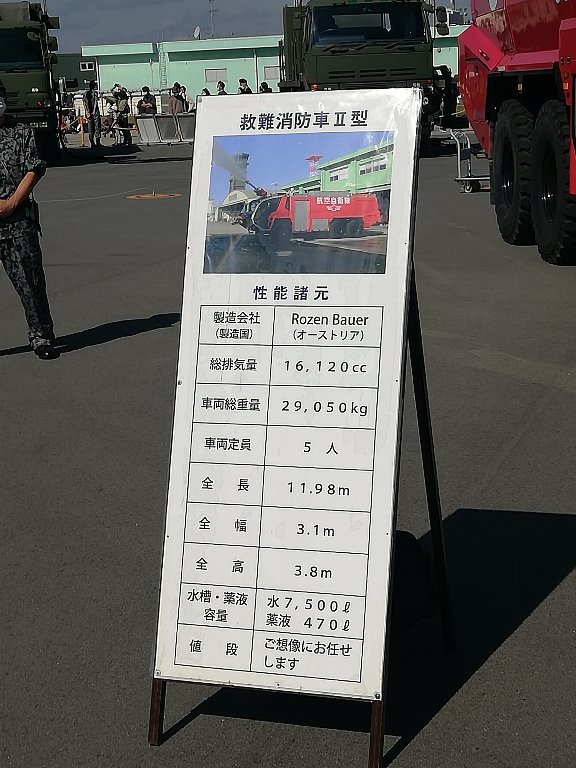 救難消防車Ⅱ型
航空自衛隊
性能諸元
製造会社 Rozen Bauer
(製造国) (オーストリア)
総排気量 16,120cc
車両総重量 29,050kg
車両定員 5 人
全 長 11.98m
全 幅 3.1m
全 高 3.8m
水槽・薬液 水7,500ℓ
容量 薬液 470ℓ
値 段 ご想像にお任せ
します